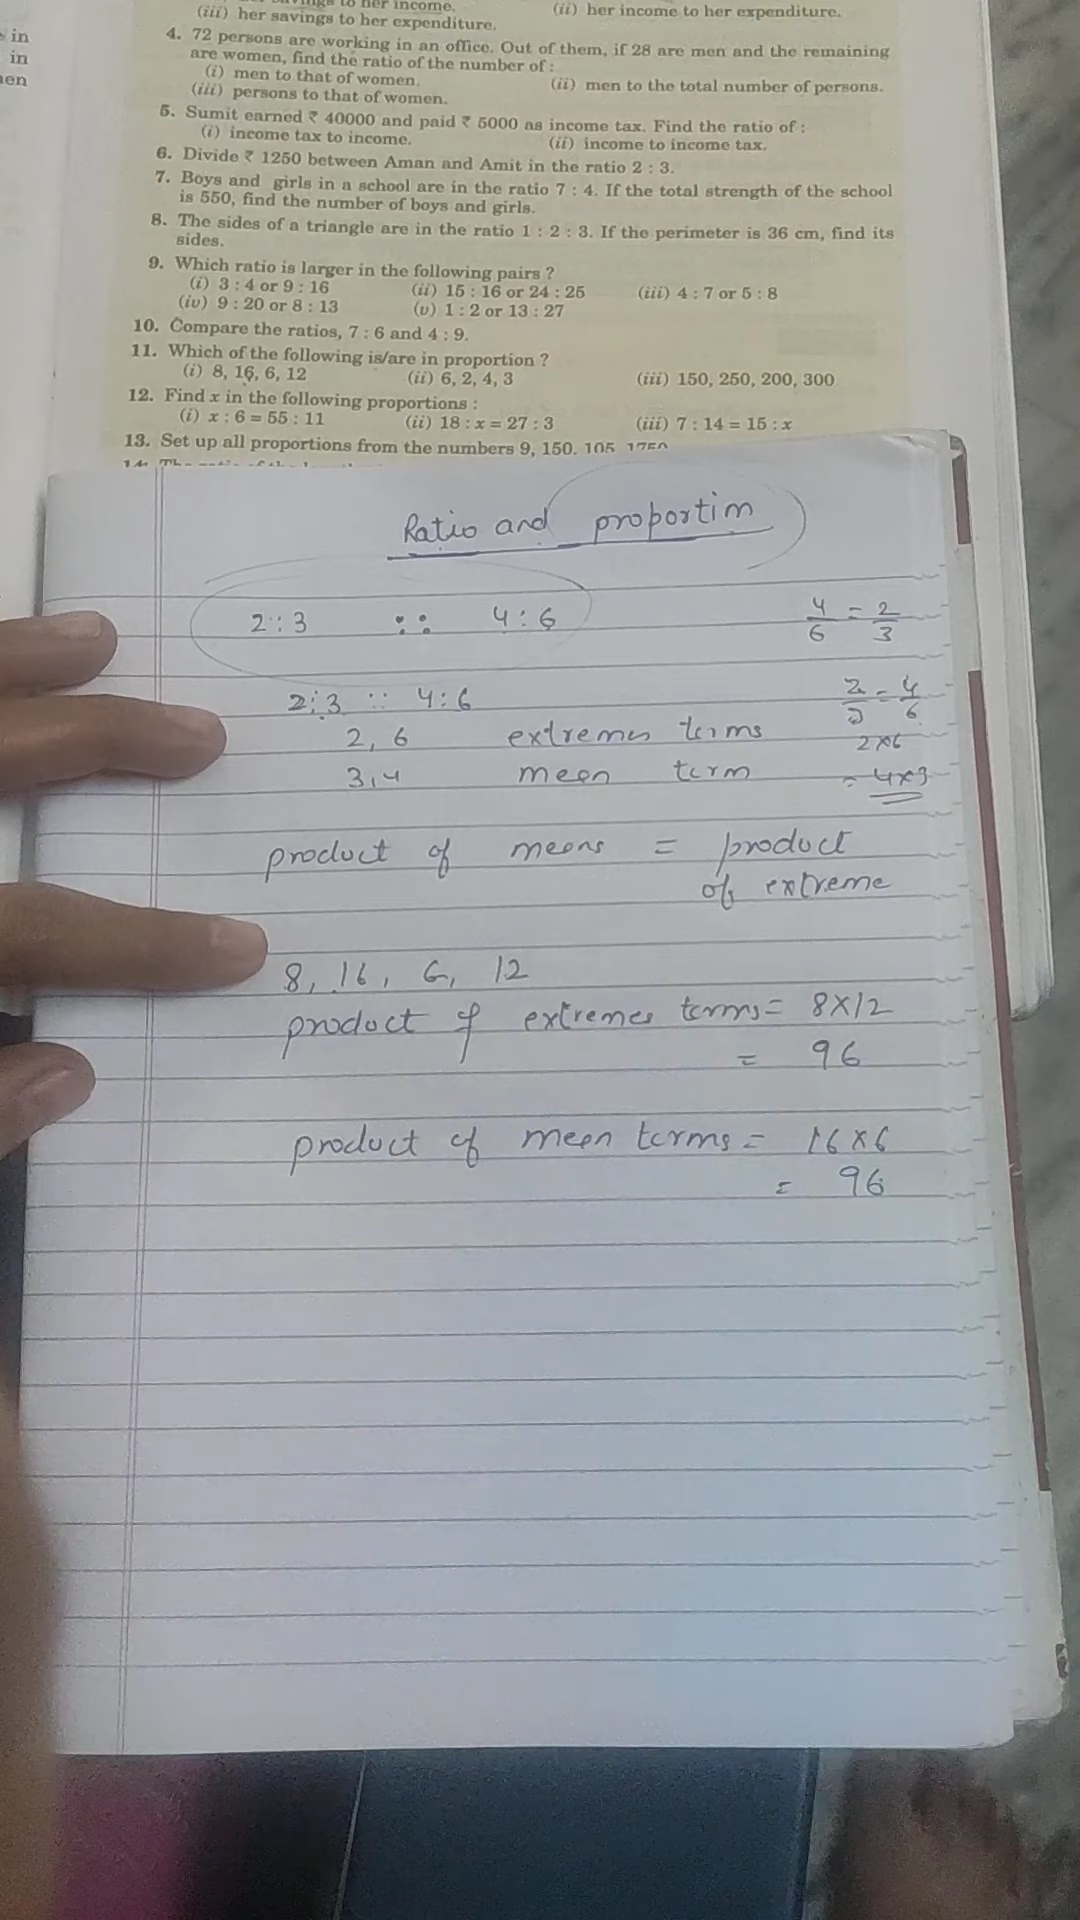 in
in
her income.
(ii) her income to her expenditure.
(iii) her savings to her expenditure.
4. 72 persons are working in an office. Out of them, if 28 are men and the remaining
are women, find the ratio of the number of :
(i) men to that of women.
(ii) men to the total number of persons.
(iii) persons to that of women.
5. Sumit earned ₹ 40000 and paid ₹ 5000 as income tax. Find the ratio of :
(i) income tax to income.
(ii) income to income tax.
6. Divide ₹ 1250 between Aman and Amit in the ratio 2 : 3.
7. Boys and girls in a school are in the ratio 7 : 4. If the total strength of the school
is 550, find the number of boys and girls.
8. The sides of a triangle are in the ratio 1 : 2 : 3. If the perimeter is 36 cm, find its
sides.
9. Which ratio is larger in the following pairs ?
(i) 3 : 4 or 9 : 16 (ii) 15 : 16 or 24 : 25 (iii) 4 : 7 or 5 : 8
(iv) 9 : 20 or 8 : 13 (v) 1 : 2 or 13 : 27
10. Compare the ratios, 7 : 6 and 4 : 9.
11. Which of the following is/are in proportion ?
(i) 8, 16, 6, 12 (ii) 6, 2, 4, 3 (iii) 150, 250, 200, 300
12. Find x in the following proportions :
(i) x : 6 = 55 : 11 (ii) 18 : x = 27 : 3 (iii) 7 : 14 = 15 : x
13. Set up all proportions from the numbers 9, 150, 105, 1750
Ratio and proportion
2 : 3 :: 4 : 6 4/6 = 2/3
2 : 3 :: 4 : 6 2/3 = 4/6
2, 6 extremes terms 2×6
3, 4 mean term = 4×3
product of means = product
of extreme
8, 16, 6, 12
product of extremes terms = 8×12
= 96
product of mean terms = 16×6
= 96